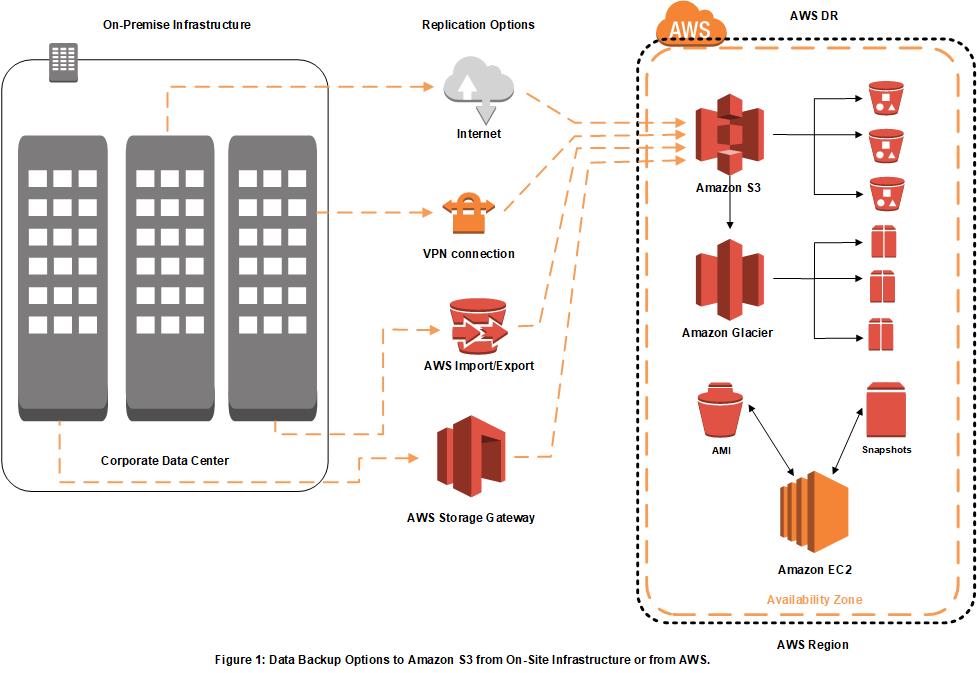 On-Premise Infrastructure
Replication Options
AWS DR
AWS
Internet
Amazon S3
VPN connection
Amazon Glacier
AWS Import/Export
Corporate Data Center
AMI
Snapshots
AWS Storage Gateway
Amazon EC2
Availability Zone
AWS Region
Figure 1: Data Backup Options to Amazon S3 from On-Site Infrastructure or from AWS.